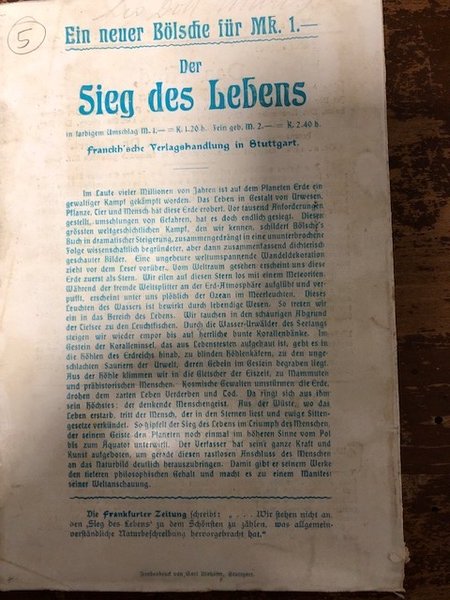 5
Ein neuer Bölsche für Mk. 1.—
Der
Sieg des Lebens
in farbigem Umschlag M. 1.— = K. 1.20 h. Fein geb. M. 2.— = K. 2.40 h.
Franckh'sche Verlagshandlung in Stuttgart.
Im Laufe vieler Millionen von Jahren ist auf dem Planeten Erde ein
gewaltiger Kampf gekämpft worden. Das Leben in Gestalt von Urwesen,
Pflanze, Tier und Mensch hat diese Erde erobert. Vor tausend Anforderungen
gestellt, umschlungen von Gefahren, hat es doch endlich gesiegt. Diesen
grössten weltgeschichtlichen Kampf, den wir kennen, schildert Bölsche's
Buch in dramatischer Steigerung, zusammengedrängt in eine ununterbrochene
Folge wissenschaftlich begründeter, aber dann zusammenfassend dichterisch
geschauter Bilder. Eine ungeheure weltumspannende Wandeldekoration
zieht vor dem Leser vorüber. Vom Weltraum gesehen erscheint uns diese
Erde zuerst als Stern. Wir eilen auf diesen Stern los mit einem Meteoriten.
Während der fremde Weltsplitter an der Erd-Atmosphäre aufglüht und ver-
pufft, erscheint unter uns plötzlich der Ozean im Meerleuchten. Dieses
Leuchten des Wassers ist bewirkt durch lebendige Wesen. So treten wir
ein in das Bereich des Lebens. Wir tauchen in den schaurigen Abgrund
der Tiefsee zu den Leuchtfischen. Durch die Wasser-Urwälder des Seetangs
steigen wir wieder empor bis auf herrliche bunte Korallenbänke. Im
Gestein der Koralleninsel, das aus Lebensresten aufgebaut ist, geht es in
die Höhlen des Erdreichs hinab, zu blinden Höhlenkäfern, zu den unge-
schlachten Sauriern der Urwelt, deren Gebein im Gestein begraben liegt.
Aus der Höhle klimmen wir in die Gletscher der Eiszeit, zu Mammuten
und prähistorischen Menschen. Kosmische Gewalten umstürmen die Erde,
drohen dem zarten Leben Verderben und Tod. Da ringt sich aus ihm
sein Höchstes: der denkende Menschengeist. Aus der Wüste, wo das
Leben erstarb, tritt der Mensch, der in den Sternen liest und ewige Sitten-
gesetze verkündet. So gipfelt der Sieg des Lebens im Triumph des Menschen,
der seinem Geiste den Planeten noch einmal im höheren Sinne vom Pol
bis zum Äquator unterwirft. Der Verfasser hat seine ganze Kraft und
Kunst aufgeboten, um gerade diesen rastlosen Anschluss des Menschen
an das Naturbild deutlich herauszubringen. Damit gibt er seinem Werke
den tieferen philosophischen Gehalt und macht es zu einem Manifest
seiner Weltanschauung.
Die Frankfurter Zeitung schreibt: „. . . . Wir stehen nicht an
den ‚Sieg des Lebens' zu dem Schönsten zu zählen, was allgemein-
verständliche Naturbeschreibung hervorgebracht hat."
Farbendruck von Carl Stuttgart.